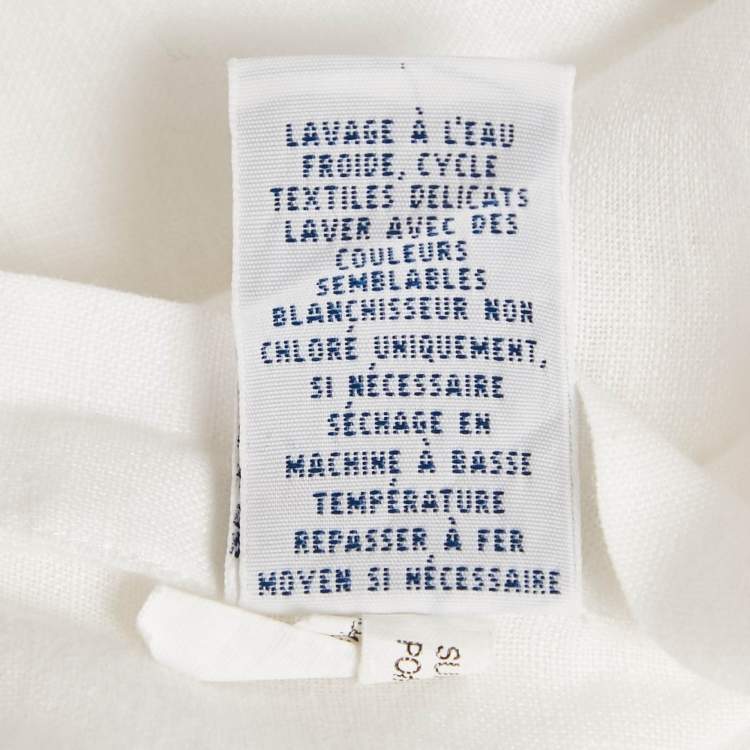 LAVAGE À L'EAU
FROIDE, CYCLE
TEXTILES DELICATS
LAVER AVEC DES
COULEURS
SEMBLABLES
BLANCHISSEUR NON
CHLORÉ UNIQUEMENT,
SI NÉCESSAIRE
SÉCHAGE EN
MACHINE À BASSE
TEMPÉRATURE
REPASSER À FER
MOYEN SI NÉCESSAIRE